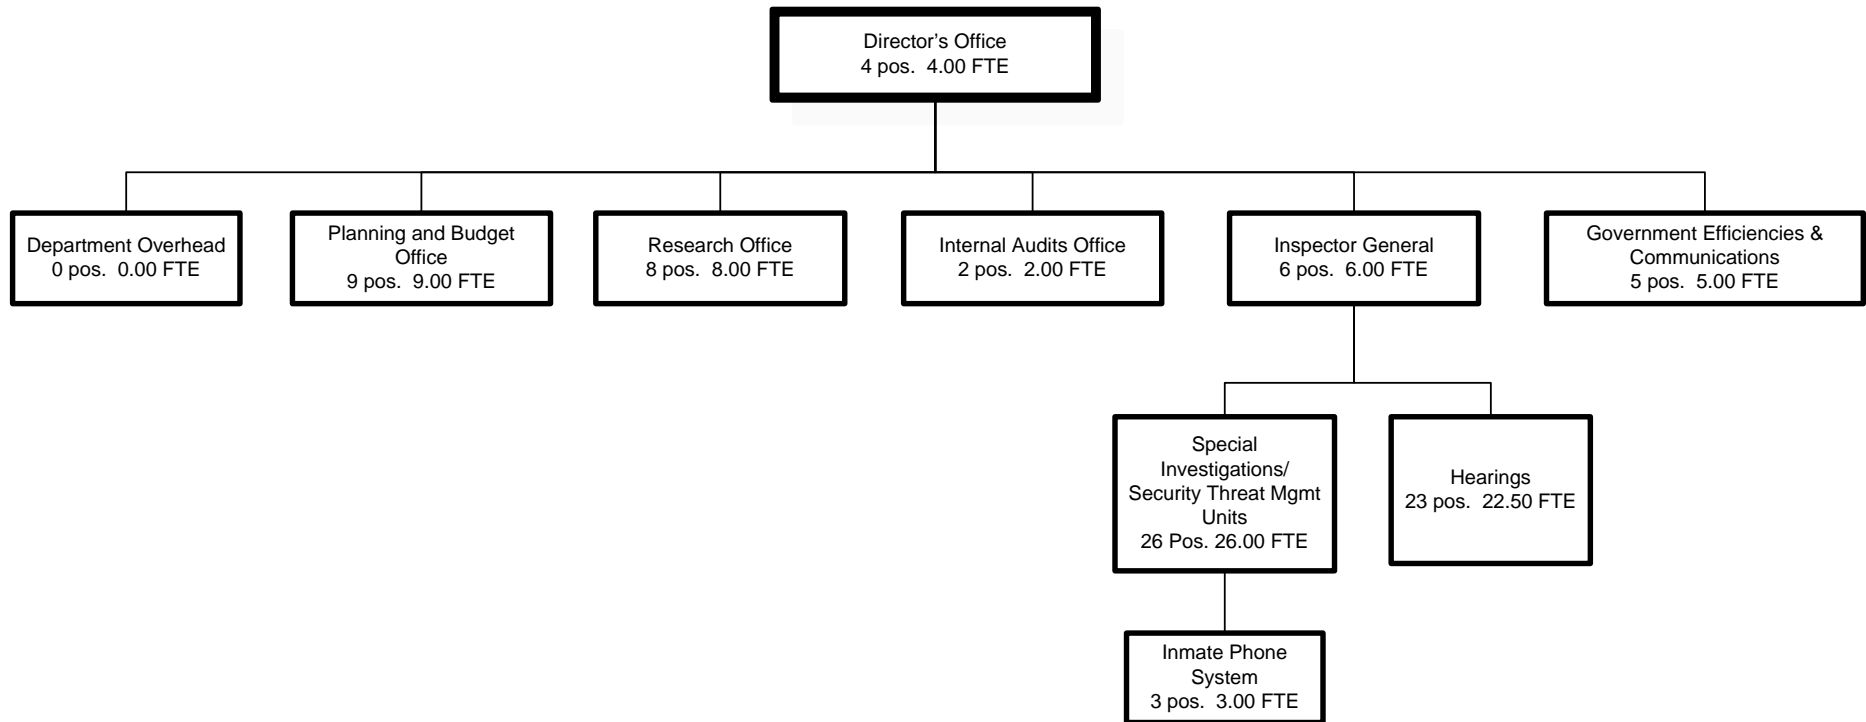 Director’s Office
4 pos.  4.00 FTE
Department Overhead
0 pos.  0.00 FTE
Planning and Budget
Office
9 pos.  9.00 FTE
Research Office
8 pos.  8.00 FTE
Internal Audits Office
2 pos.  2.00 FTE
Inspector General
6 pos.  6.00 FTE
Government Efficiencies &
Communications
5 pos.  5.00 FTE
Special
Investigations/
Security Threat Mgmt
Units
26 Pos. 26.00 FTE
Hearings
23 pos.  22.50 FTE
Inmate Phone
System
3 pos.  3.00 FTE